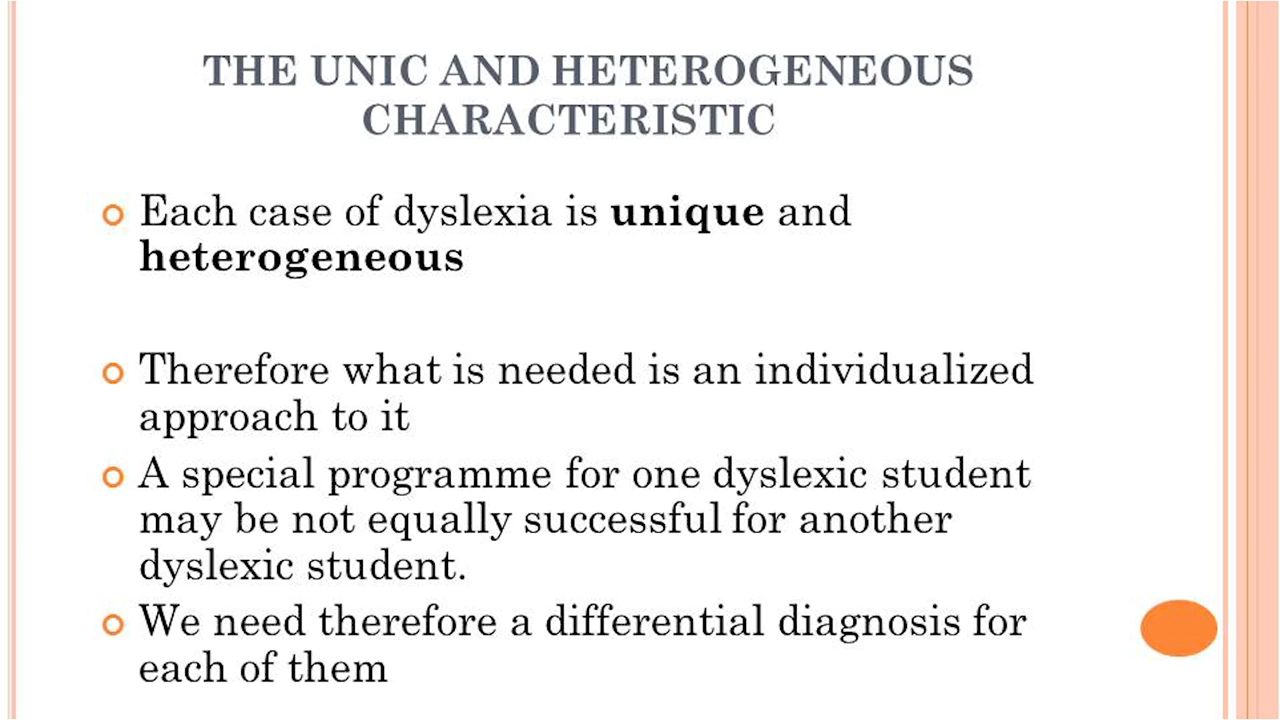 THE UNIC AND HETEROGENEOUS
CHARACTERISTIC
Each case of dyslexia is unique and
heterogeneous
Therefore what is needed is an individualized
approach to it
A special programme for one dyslexic student
may be not equally successful for another
dyslexic student.
We need therefore a differential diagnosis for
each of them